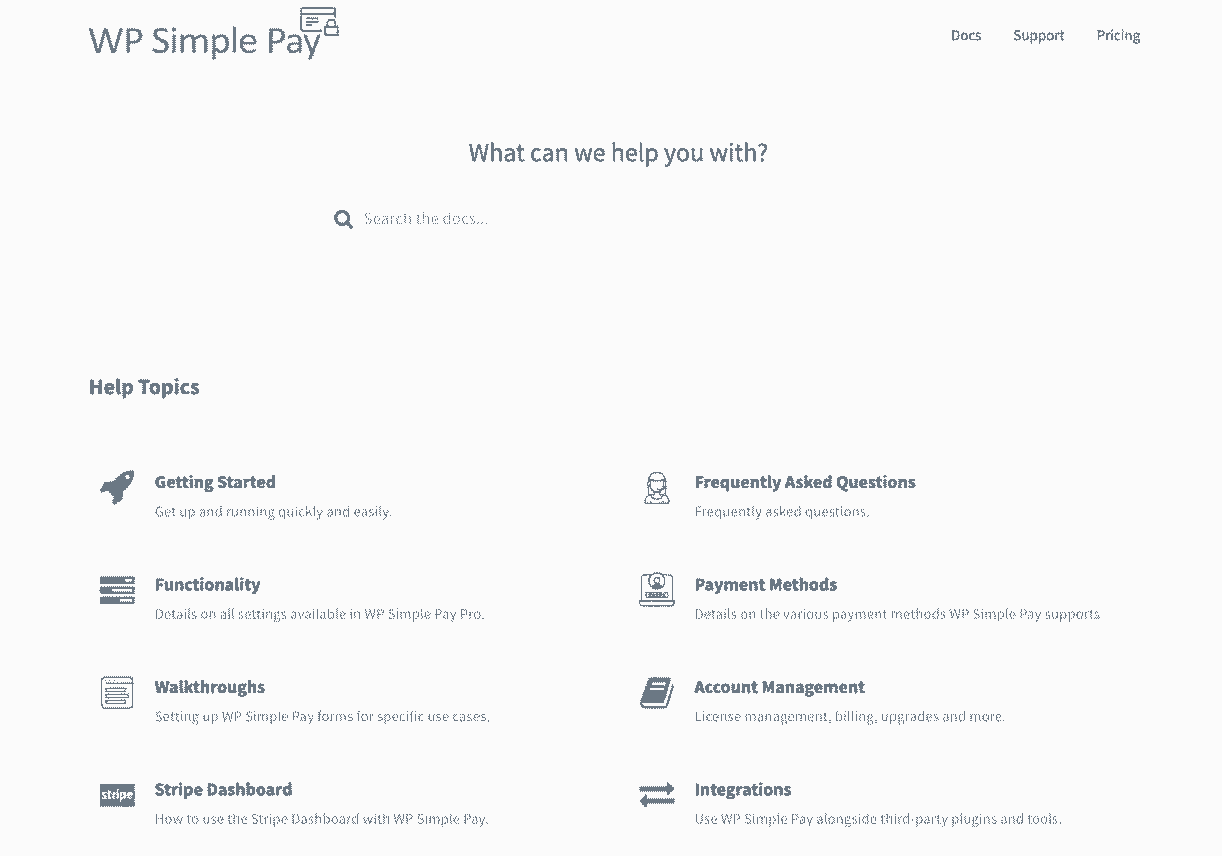 WP Simple Pay
Docs Support Pricing
What can we help you with?
Search the docs...
Help Topics
Getting Started
Get up and running quickly and easily.
Frequently Asked Questions
Frequently asked questions.
Functionality
Details on all settings available in WP Simple Pay Pro.
Payment Methods
Details on the various payment methods WP Simple Pay supports
Walkthroughs
Setting up WP Simple Pay forms for specific use cases.
Account Management
License management, billing, upgrades and more.
stripe
Stripe Dashboard
How to use the Stripe Dashboard with WP Simple Pay.
Integrations
Use WP Simple Pay alongside third-party plugins and tools.